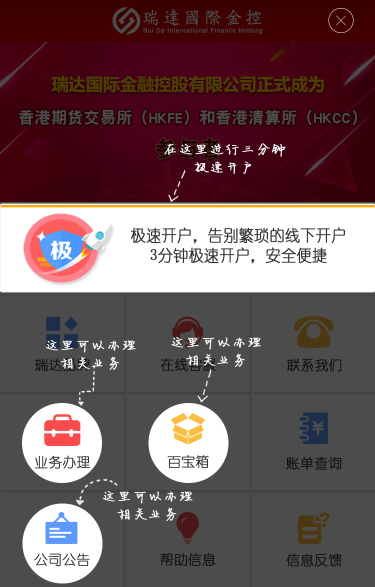 瑞達國際金控
Rui Da International Finance Holding
瑞达国际金融控股有限公司正式成为
香港期货交易所（HKFE）和香港清算所（HKCC）
参与者
在这里进行三分钟
极速开户
极
极速开户，告别繁琐的线下开户
3分钟极速开户，安全便捷
这里可以办理
相关业务
这里可以办理
相关业务
在线客服
联系我们
业务办理
百宝箱
账单查询
这里可以办理
相关业务
公司公告
帮助信息
信息反馈